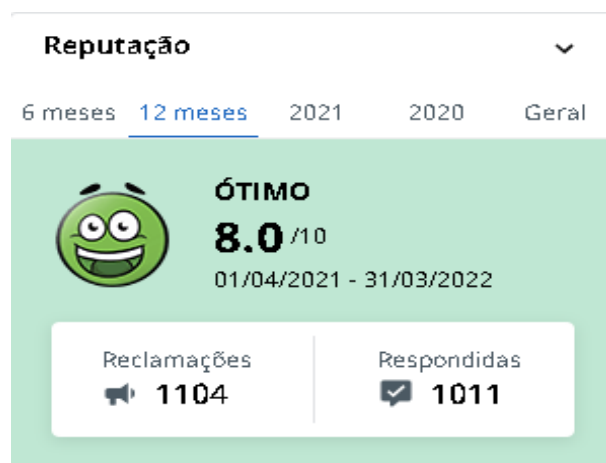 Reputação
6 meses 12 meses 2021 2020 Geral
ÓTIMO
8.0 /10
01/04/2021 - 31/03/2022
Reclamações Respondidas
1104 1011